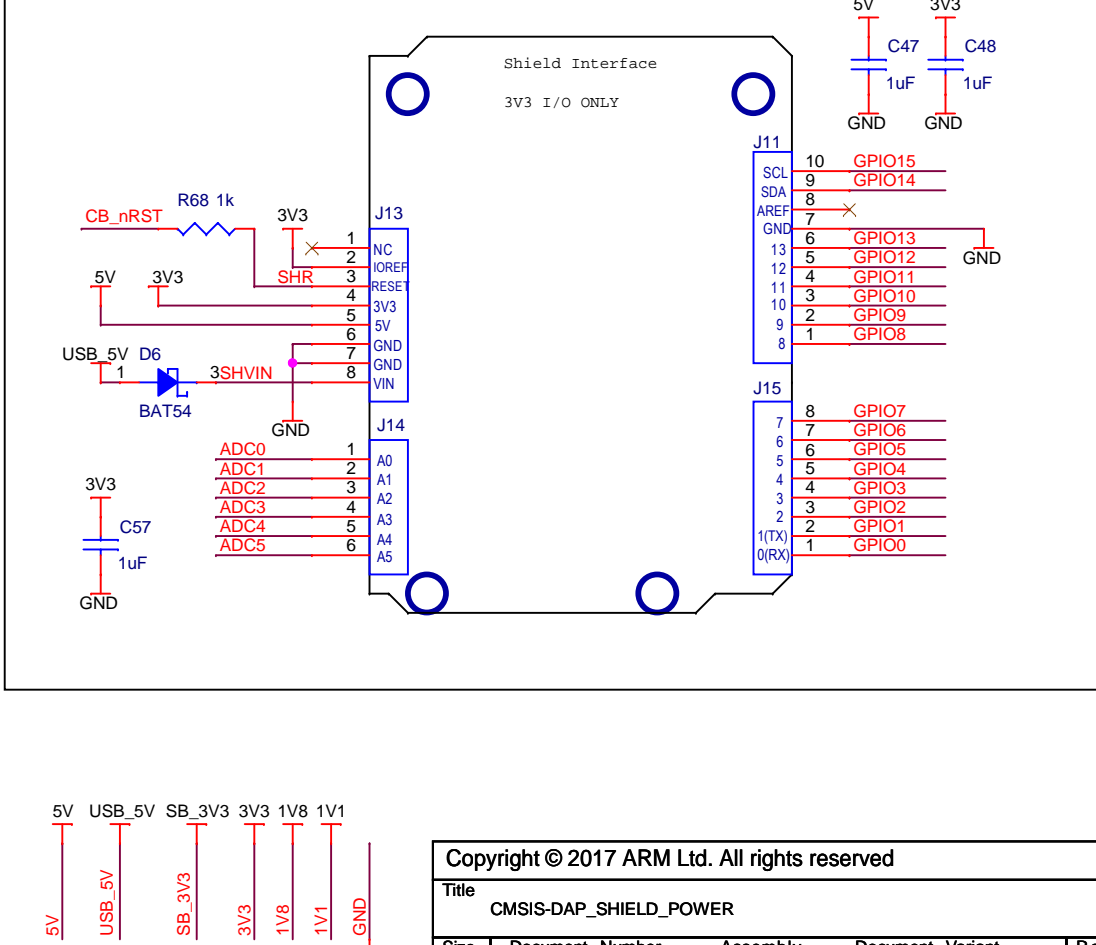 5V 3V3
C47 C48
1uF 1uF
GND GND
Shield Interface
3V3 I/O ONLY
J11
SCL 10 GPIO15
SDA 9 GPIO14
AREF 8
GND 7
GND
13 6 GPIO13
12 5 GPIO12
11 4 GPIO11
10 3 GPIO10
9 2 GPIO9
8 1 GPIO8
R68 1k
CB_nRST
3V3
J13
1 NC
2 IOREF
SHR 3 RESET
5V 3V3
4 3V3
5 5V
6 GND
7 GND
USB_5V D6
1 3 SHVIN 8 VIN
BAT54
GND
J14
ADC0 1 A0
ADC1 2 A1
ADC2 3 A2
ADC3 4 A3
ADC4 5 A4
ADC5 6 A5
J15
7 8 GPIO7
6 7 GPIO6
5 6 GPIO5
4 5 GPIO4
3 4 GPIO3
2 3 GPIO2
1(TX) 2 GPIO1
0(RX) 1 GPIO0
3V3
C57
1uF
GND
5V USB_5V SB_3V3 3V3 1V8 1V1
5V USB_5V SB_3V3 3V3 1V8 1V1 GND
Copyright © 2017 ARM Ltd. All rights reserved
Title
CMSIS-DAP_SHIELD_POWER
Size Document Number Assembly Document Variant